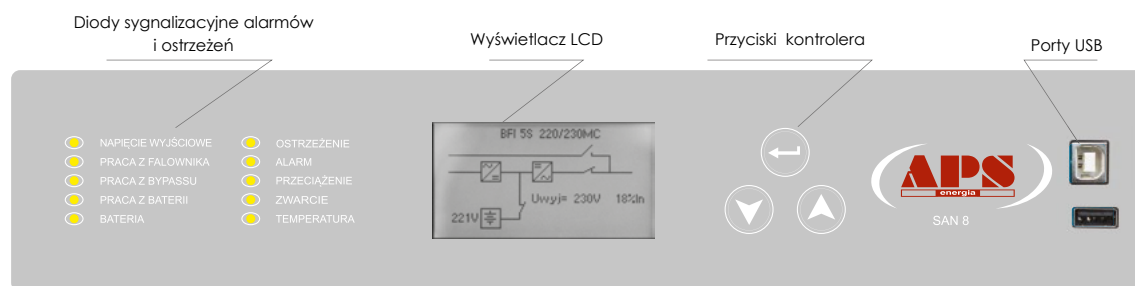 Diody sygnalizacyjne alarmów
i ostrzeżeń
Wyświetlacz LCD
Przyciski kontrolera
Porty USB
NAPIĘCIE WYJŚCIOWE
PRACA Z FALOWNIKA
PRACA Z BYPASSU
PRACA Z BATERII
BATERIA
OSTRZEŻENIE
ALARM
PRZECIĄŻENIE
ZWARCIE
TEMPERATURA
BFI 5S 220/230MC
Uwyj= 230V 18%In
221V
APS
energia
SAN 8